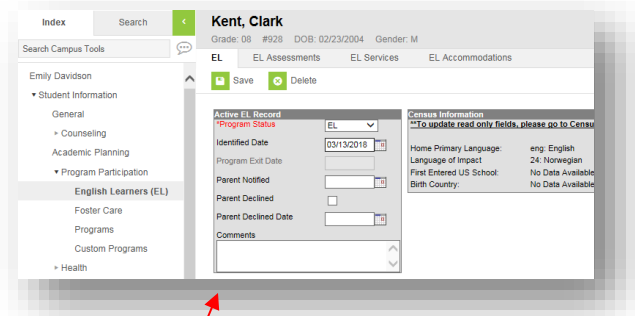 Index Search
Search Campus Tools
Emily Davidson
Student Information
General
Counseling
Academic Planning
Program Participation
English Learners (EL)
Foster Care
Programs
Custom Programs
Health
Kent, Clark
Grade: 08 #928 DOB: 02/23/2004 Gender: M
EL EL Assessments EL Services EL Accommodations
Save Delete
Active EL Record
*Program Status EL
Identified Date 03/13/2018
Program Exit Date
Parent Notified
Parent Declined
Parent Declined Date
Comments
Census Information
**To update read only fields, please go to Censu
Home Primary Language: eng: English
Language of Impact 24: Norwegian
First Entered US School: No Data Available
Birth Country: No Data Available